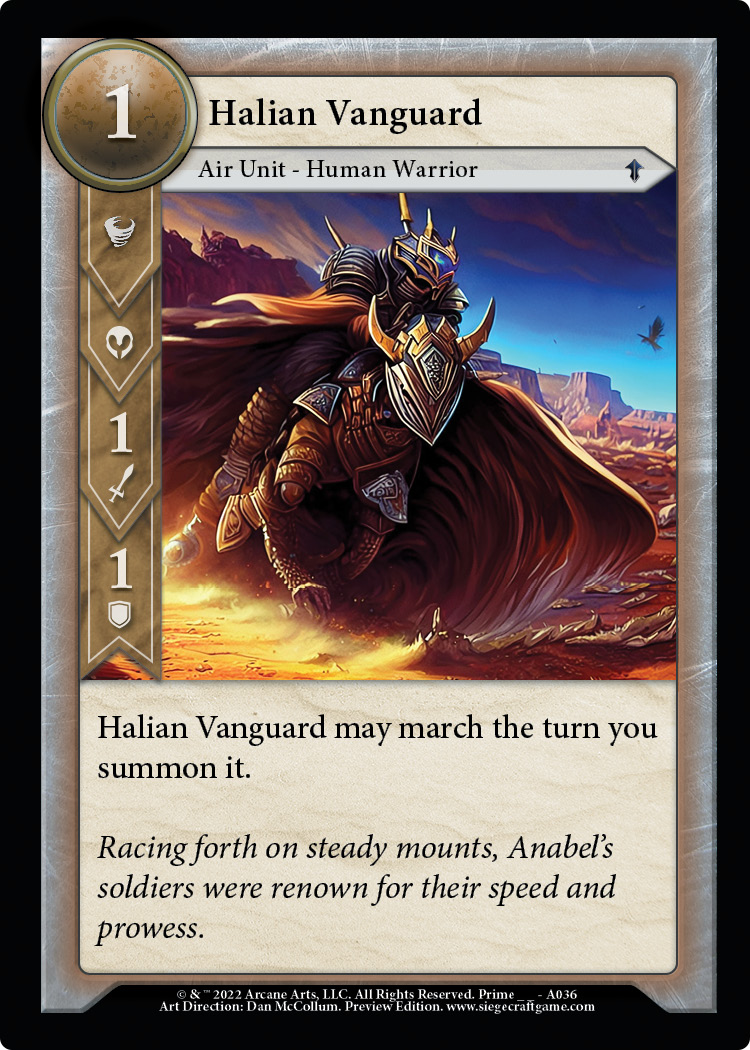 1
Halian Vanguard
Air Unit - Human Warrior
1
1
Halian Vanguard may march the turn you
summon it.
Racing forth on steady mounts, Anabel's
soldiers were renown for their speed and
prowess.
© & ™ 2022 Arcane Arts, LLC. All Rights Reserved. Prime _ _ - A036
Art Direction: Dan McCollum. Preview Edition. www.siegecraftgame.com